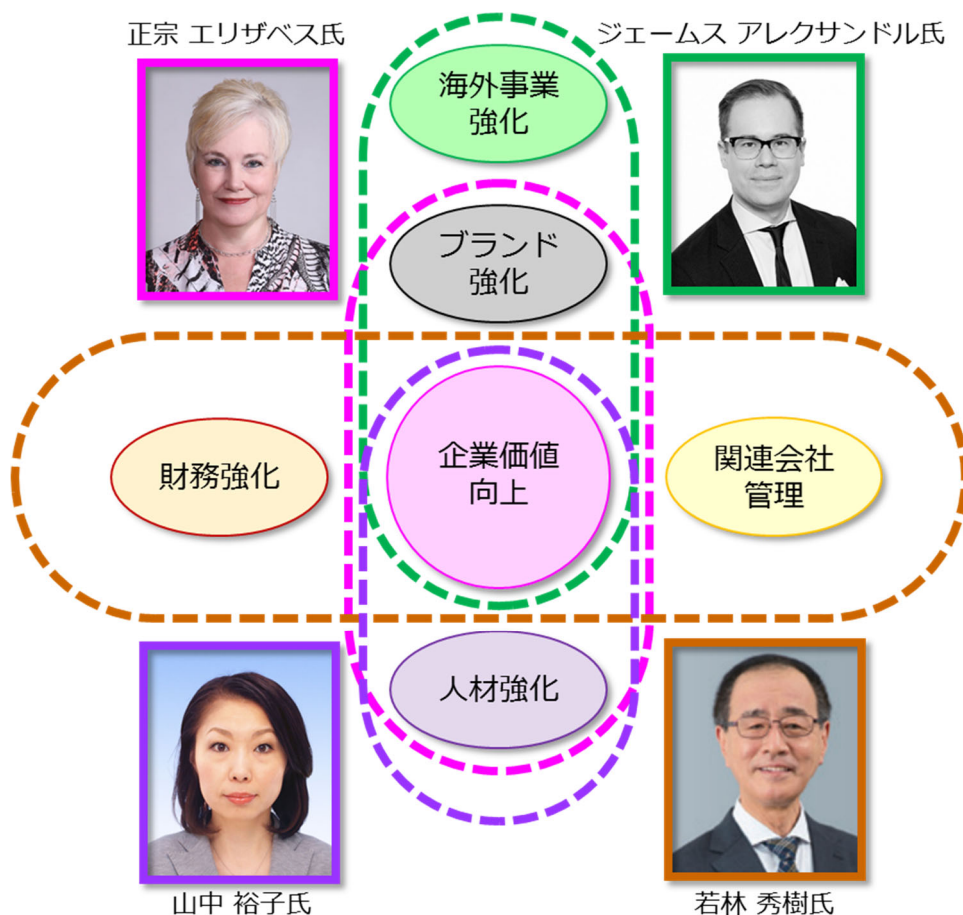 正宗 エリザベス氏
ジェームス アレクサンドル氏
海外事業
強化
ブランド
強化
財務強化
企業価値
向上
関連会社
管理
人材強化
山中 裕子氏
若林 秀樹氏